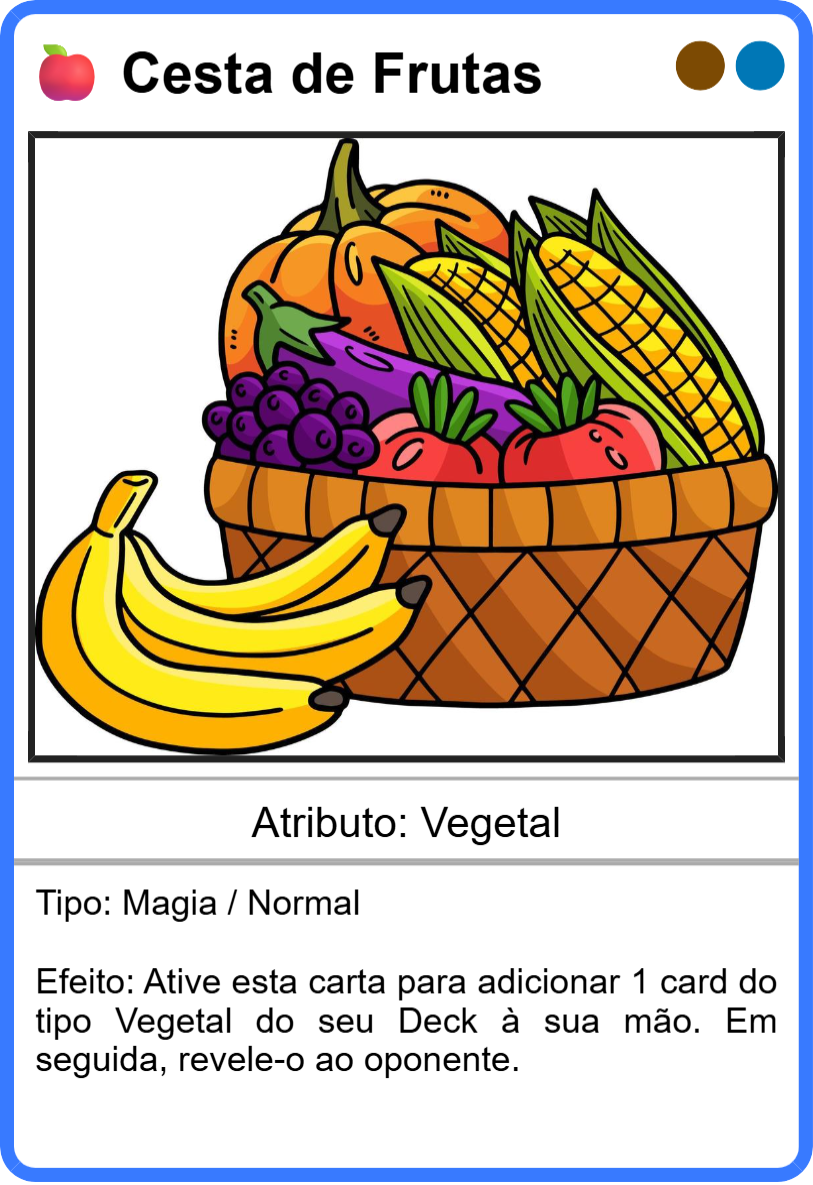 Cesta de Frutas
Atributo: Vegetal
Tipo: Magia / Normal
Efeito: Ative esta carta para adicionar 1 card do
tipo Vegetal do seu Deck à sua mão. Em
seguida, revele-o ao oponente.